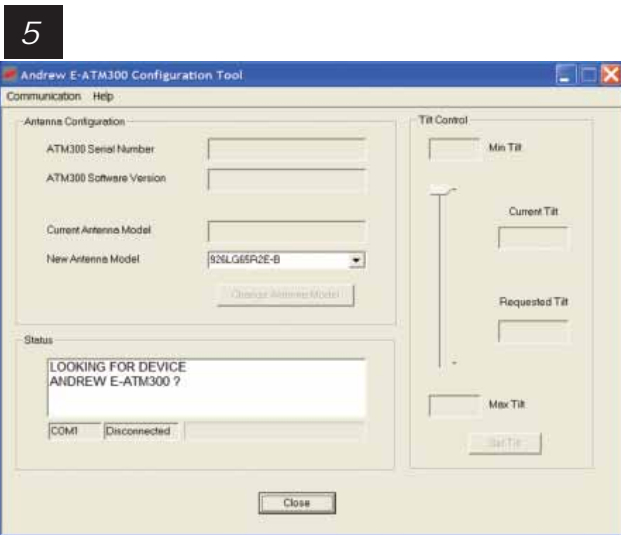 5
Andrew E-ATM300 Configuration Tool
Communication Help
Antenna Configuration
ATM300 Serial Number
ATM300 Software Version
Current Antenna Model
New Antenna Model
926LG65R2E-B
Change Antenna Model
Status
LOOKING FOR DEVICE
ANDREW E-ATM300 ?
COM1 Disconnected
Tilt Control
Min Tilt
Current Tilt
Requested Tilt
Max Tilt
Set Tilt
Close